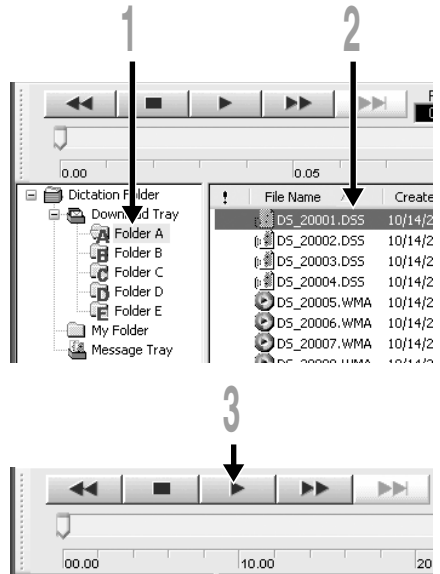 1 2
0.00 0.05
Dictation Folder
Download Tray
Folder A
Folder B
Folder C
Folder D
Folder E
My Folder
Message Tray
! File Name Create
DS_20001.DSS 10/14/2
DS_20002.DSS 10/14/2
DS_20003.DSS 10/14/2
DS_20004.DSS 10/14/2
DS_20005.WMA 10/14/2
DS_20006.WMA 10/14/2
DS_20007.WMA 10/14/2
3
00.00 10.00 20